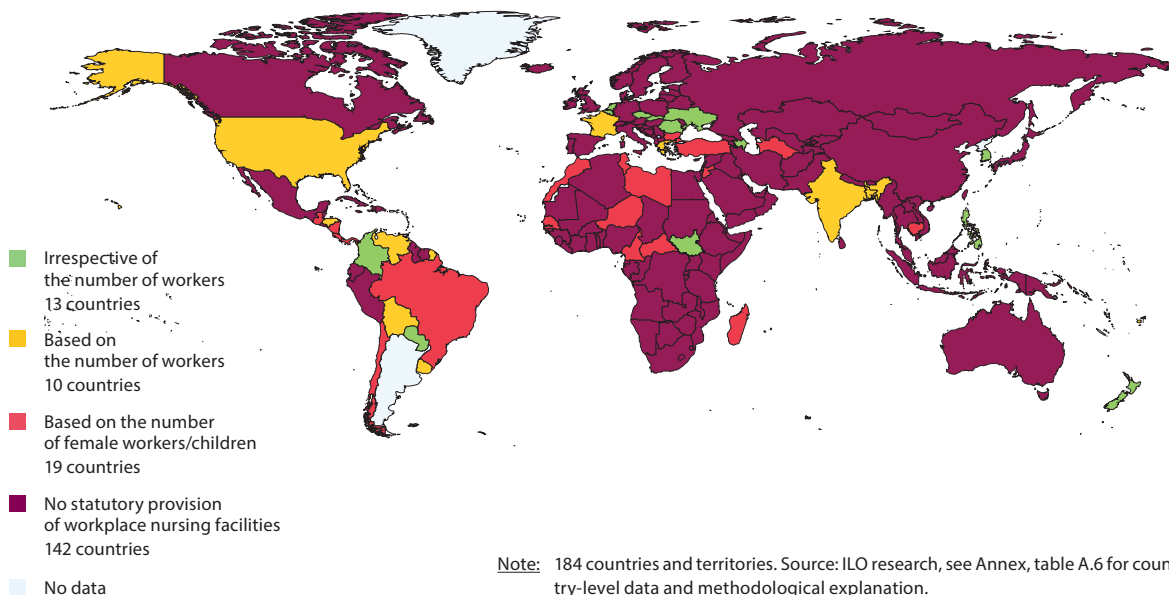 Irrespective of
the number of workers
13 countries
Based on
the number of workers
10 countries
Based on the number
of female workers/children
19 countries
No statutory provision
of workplace nursing facilities
142 countries
No data
Note: 184 countries and territories. Source: ILO research, see Annex, table A.6 for coun
try-level data and methodological explanation.